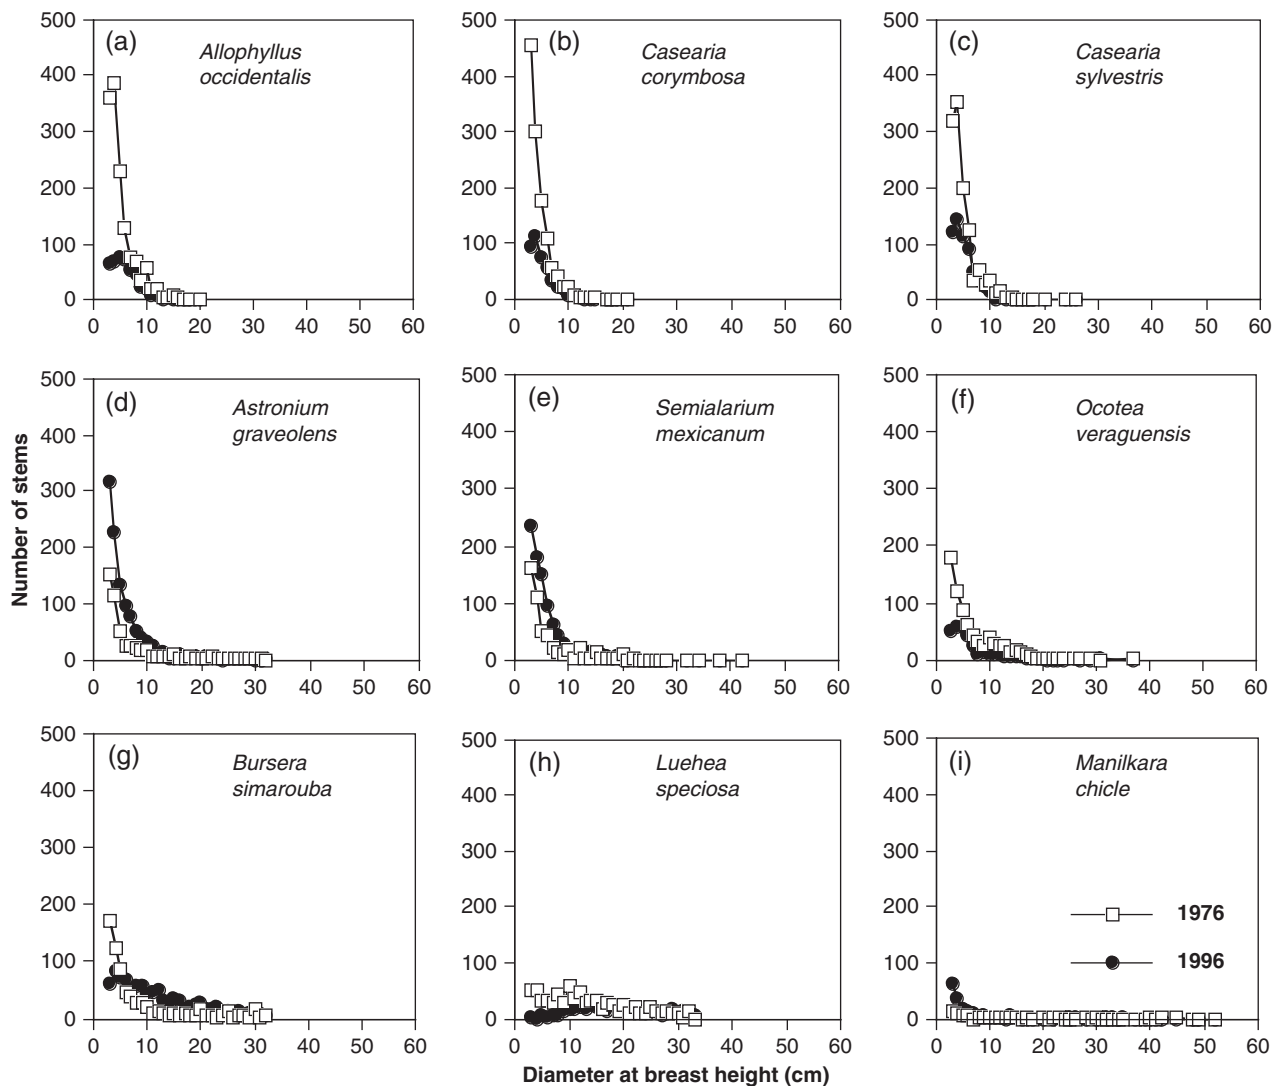 (a)
Allophyllus
occidentalis
500
400
300
200
100
0
0 10 20 30 40 50 60
(b)
Casearia
corymbosa
500
400
300
200
100
0
0 10 20 30 40 50 60
(c)
Casearia
sylvestris
500
400
300
200
100
0
0 10 20 30 40 50 60
Number of stems
(d)
Astronium
graveolens
500
400
300
200
100
0
0 10 20 30 40 50 60
(e)
Semialarium
mexicanum
500
400
300
200
100
0
0 10 20 30 40 50 60
(f)
Ocotea
veraguensis
500
400
300
200
100
0
0 10 20 30 40 50 60
(g)
Bursera
simarouba
500
400
300
200
100
0
0 10 20 30 40 50 60
(h)
Luehea
speciosa
500
400
300
200
100
0
0 10 20 30 40 50 60
(i)
Manilkara
chicle
500
400
300
200
100
0
0 10 20 30 40 50 60
1976
1996
Diameter at breast height (cm)